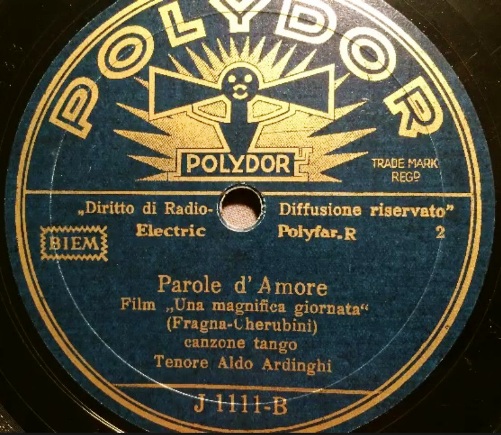 POLYDOR
POLYDOR
TRADE MARK
REGD
„Diritto di Radio- Diffusione riservato"
BIEM Electric Polyfar. R 2
Parole d' Amore
Film „Una magnifica giornata"
(Fragna-Cherubini)
canzone tango
Tenore Aldo Ardinghi
J 1111-B